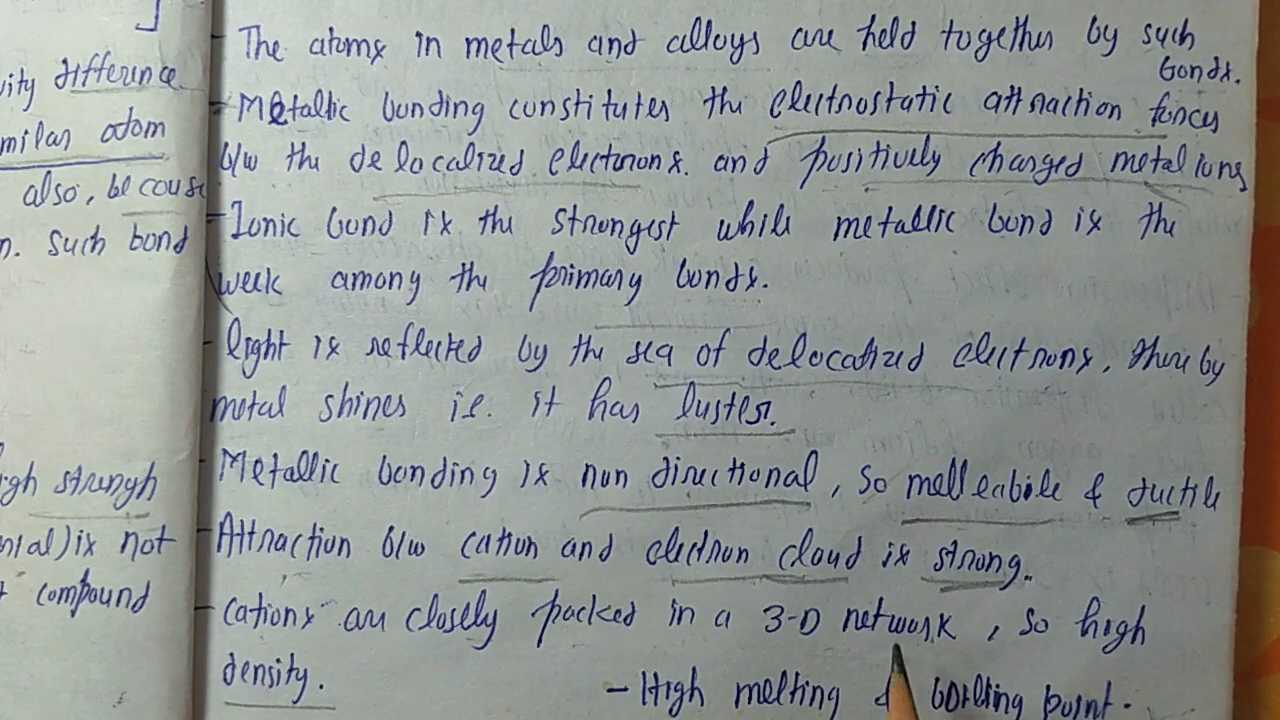 ity difference
milar atom
also, becouse
n. such bond
gh strengh
nial) is not
compound
- The atoms in metals and alloys are held together by such
bonds.
- Metallic bonding constitutes the electrostatic attraction forces
b/w the delocalized electrons. and positively charged metal ions
- Ionic bond is the strongest while metallic bond is the
week among the primary bonds.
- light is reflected by the sea of delocalized electrons, thereby
metal shines i.e. it has luster.
- Metallic bonding is non directional, so malleabile & ductile
- Attraction b/w cation and electron cloud is strong.
- cations are closely packed in a 3-D network, so high
density.
- High melting & boilting point.